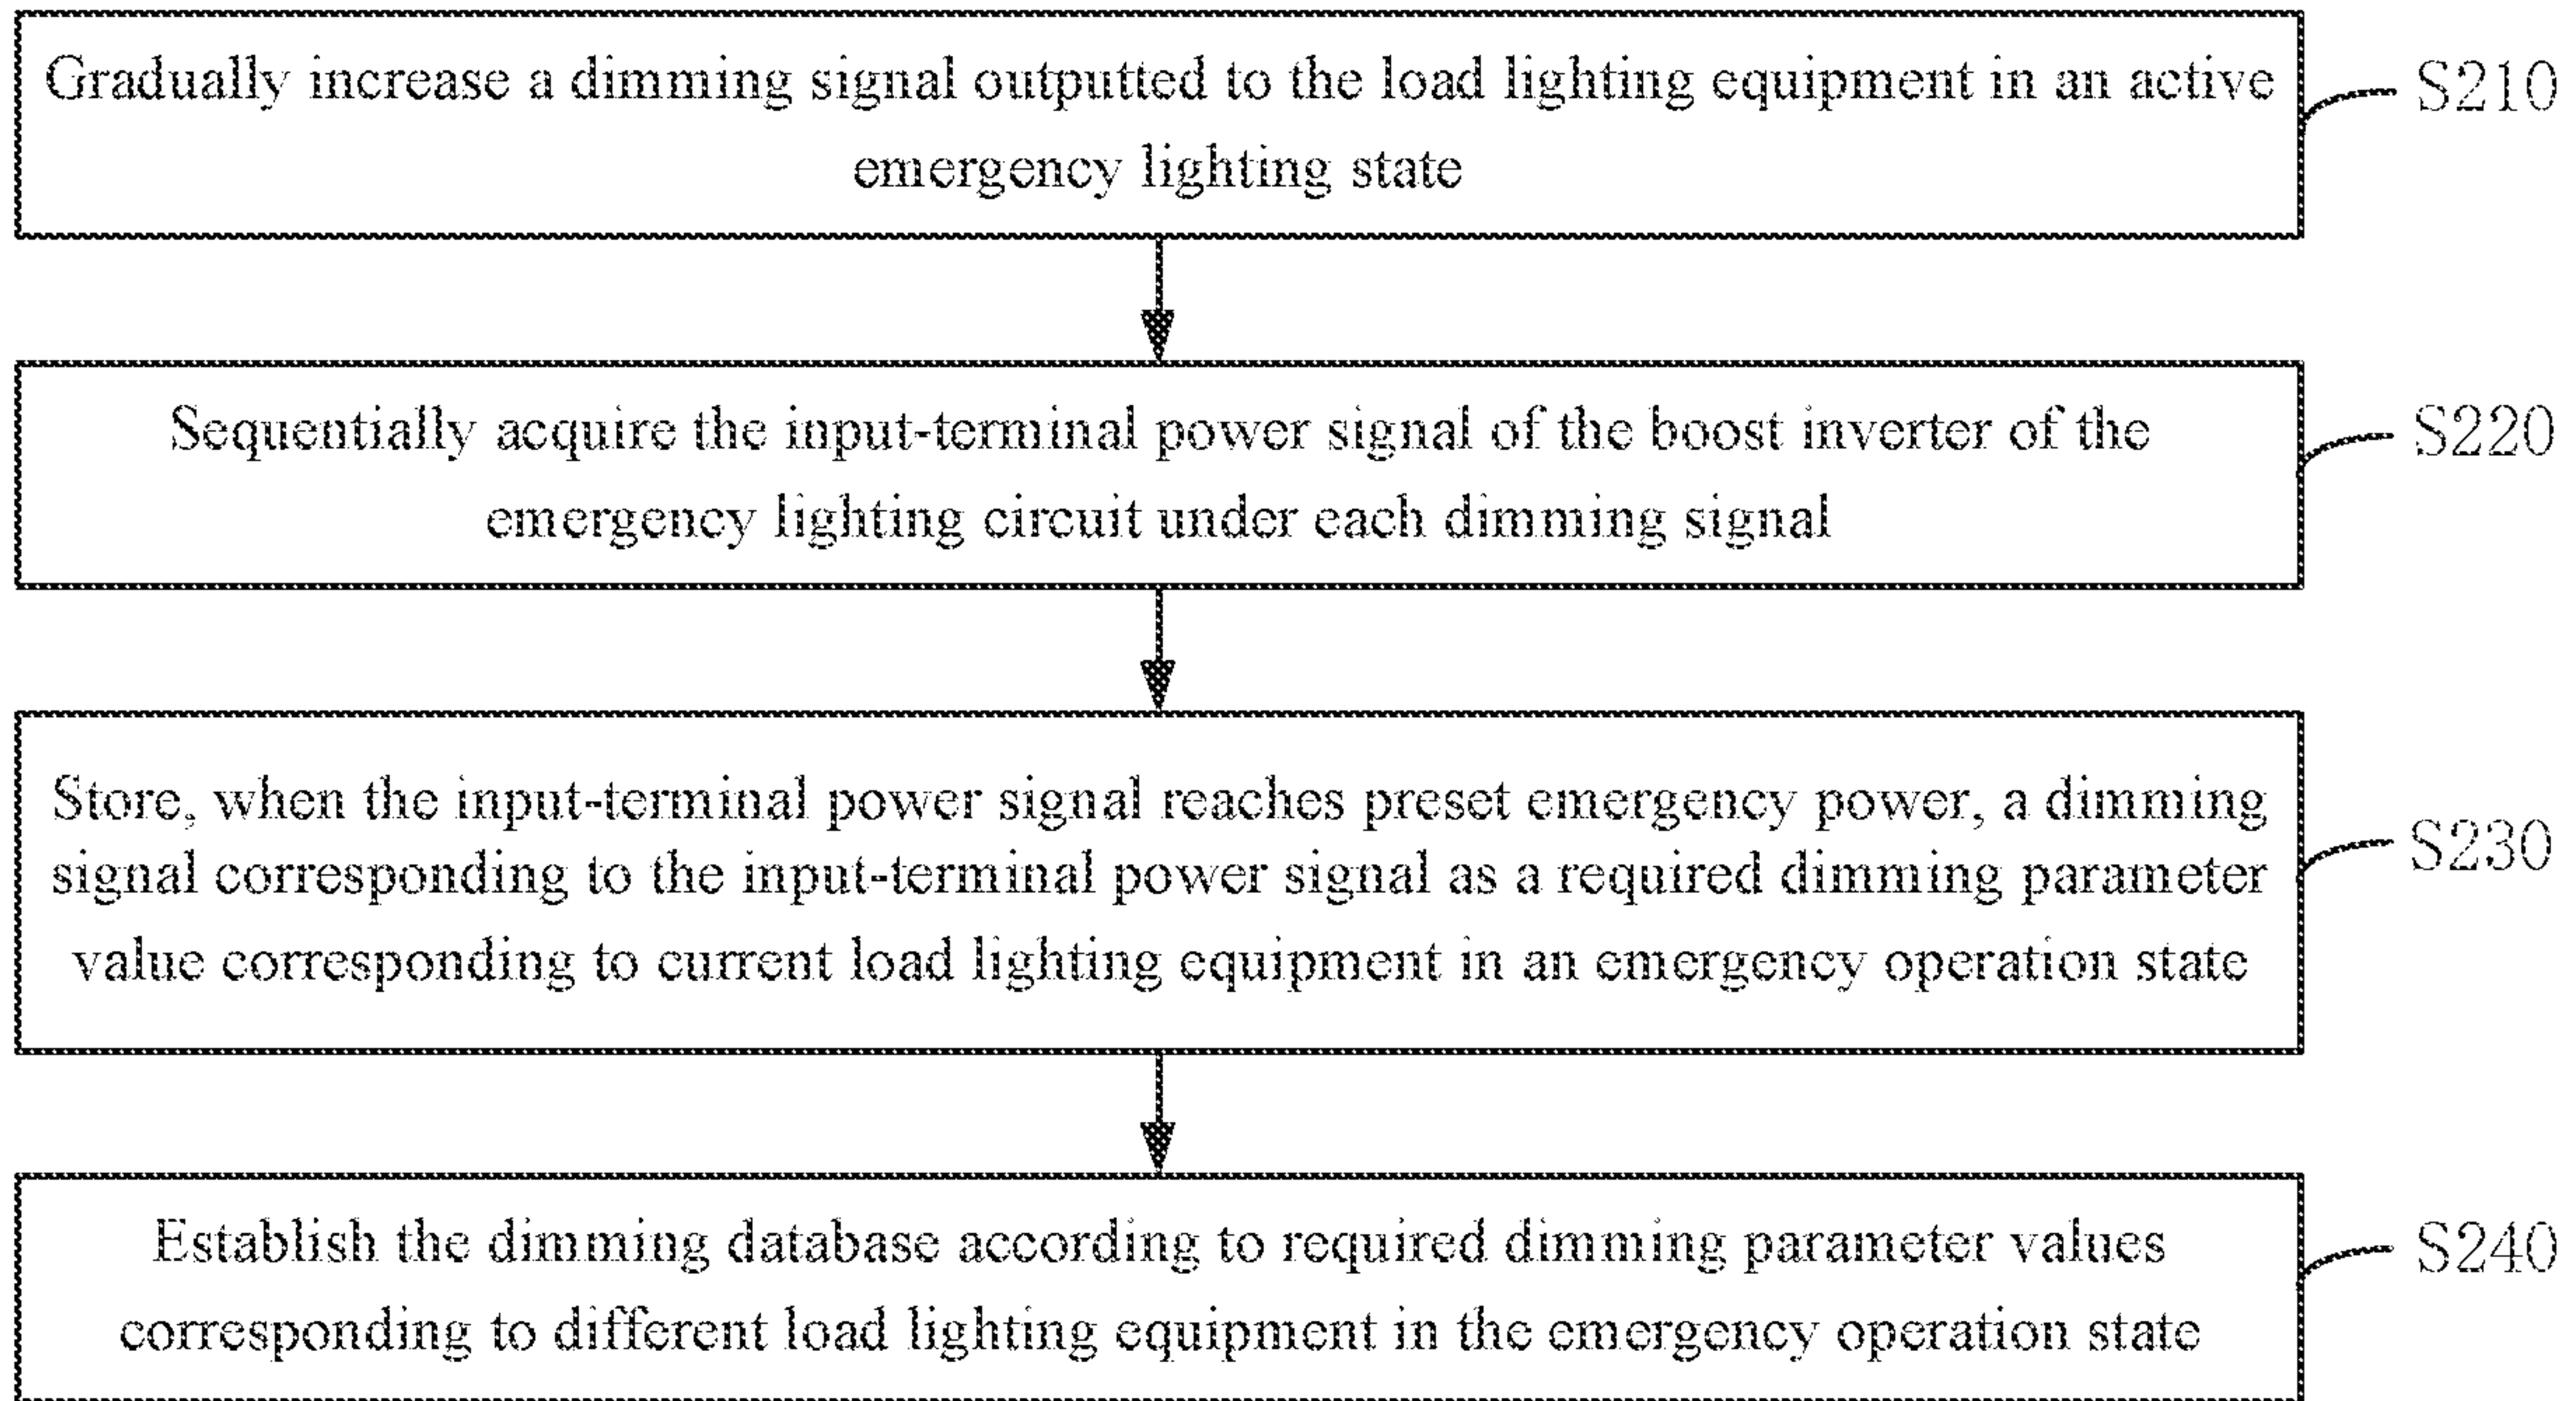 Gradually increase a dimming signal outputted to the load lighting equipment in an active
emergency lighting state
S210
Sequentially acquire the input-terminal power signal of the boost inverter of the
emergency lighting circuit under each dimming signal
S220
Store, when the input-terminal power signal reaches preset emergency power, a dimming
signal corresponding to the input-terminal power signal as a required dimming parameter
value corresponding to current load lighting equipment in an emergency operation state
S230
Establish the dimming database according to required dimming parameter values
corresponding to different load lighting equipment in the emergency operation state
S240